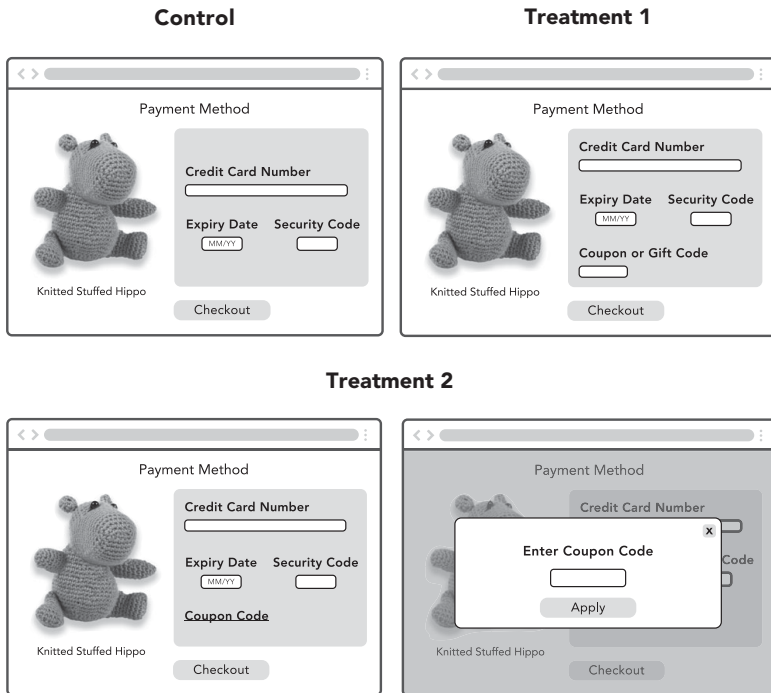 Control
Treatment 1
Payment Method
Credit Card Number
Expiry Date Security Code
MM/YY
Knitted Stuffed Hippo
Checkout
Payment Method
Credit Card Number
Expiry Date Security Code
MM/YY
Coupon or Gift Code
Knitted Stuffed Hippo
Checkout
Treatment 2
Payment Method
Credit Card Number
Expiry Date Security Code
MM/YY
Coupon Code
Knitted Stuffed Hippo
Checkout
Payment Method
Credit Card Number
x
Enter Coupon Code
Code
Apply
Knitted Stuffed Hippo
Checkout